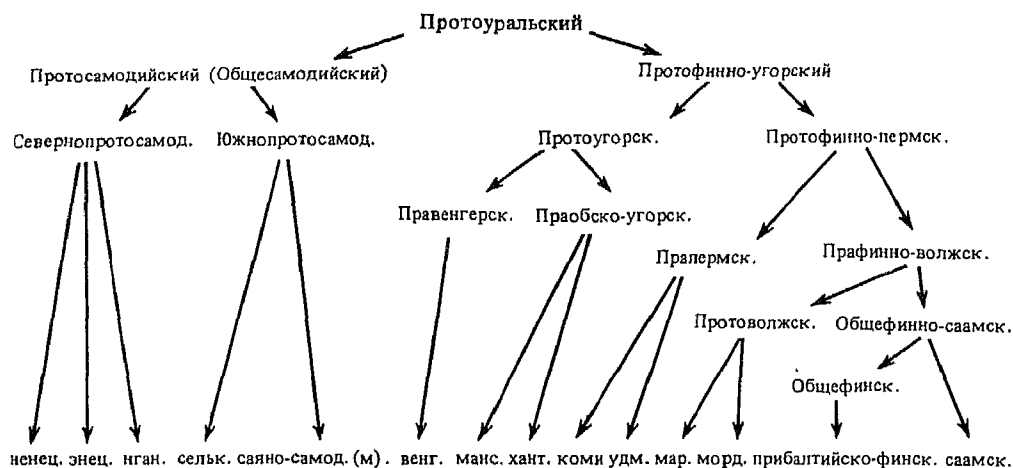 Протоуральский
Протосамодийский (Общесамодийский)
Протофинно-угорский
Севернопротосамод.
Южнопротосамод.
Протоугорск.
Протофинно-пермск.
Правенгерск.
Праобско-угорск.
Прапермск.
Прафинно-волжск.
Протоволжск.
Общефинно-саамск.
Общефинск.
ненец. энец. нган. сельк. саяно-самод. (м). венг. манс. хант. коми удм. мар. морд. прибалтийско-финск. саамск.